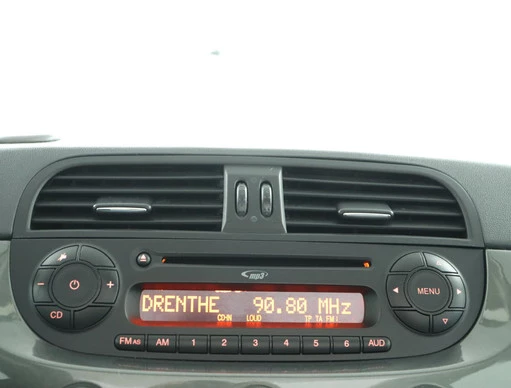 mp3
DRENTHE 90.80 MHz
LOUD TP TA FM1
− + MENU
CD
FM AS AM 1 2 3 4 5 6 AUD